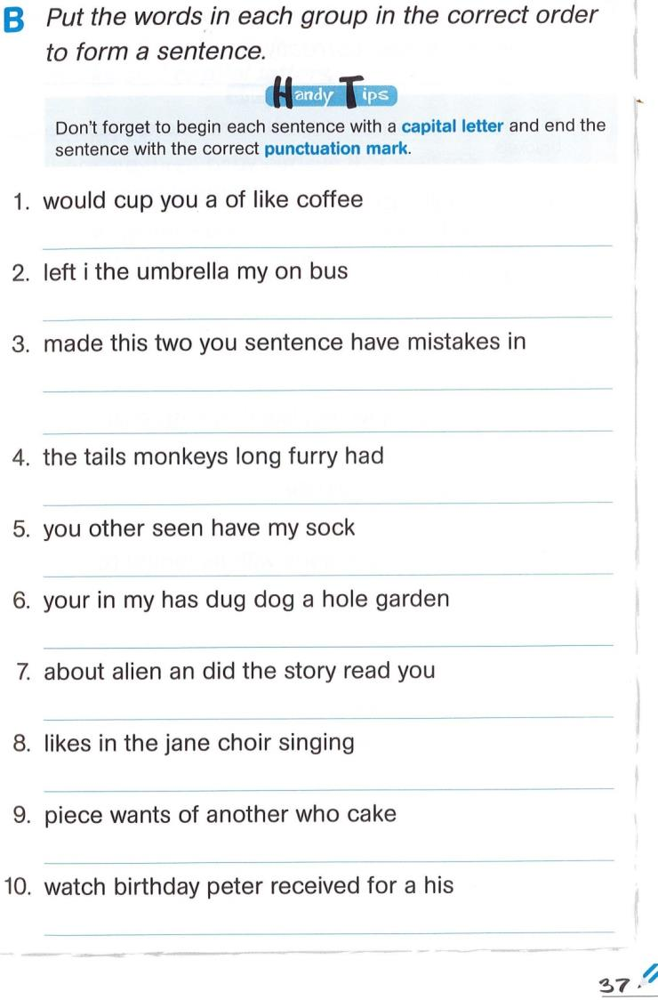 B Put the words in each group in the correct order
to form a sentence.
Handy Tips
Don't forget to begin each sentence with a capital letter and end the
sentence with the correct punctuation mark.
1. would cup you a of like coffee
2. left i the umbrella my on bus
3. made this two you sentence have mistakes in
4. the tails monkeys long furry had
5. you other seen have my sock
6. your in my has dug dog a hole garden
7. about alien an did the story read you
8. likes in the jane choir singing
9. piece wants of another who cake
10. watch birthday peter received for a his
37